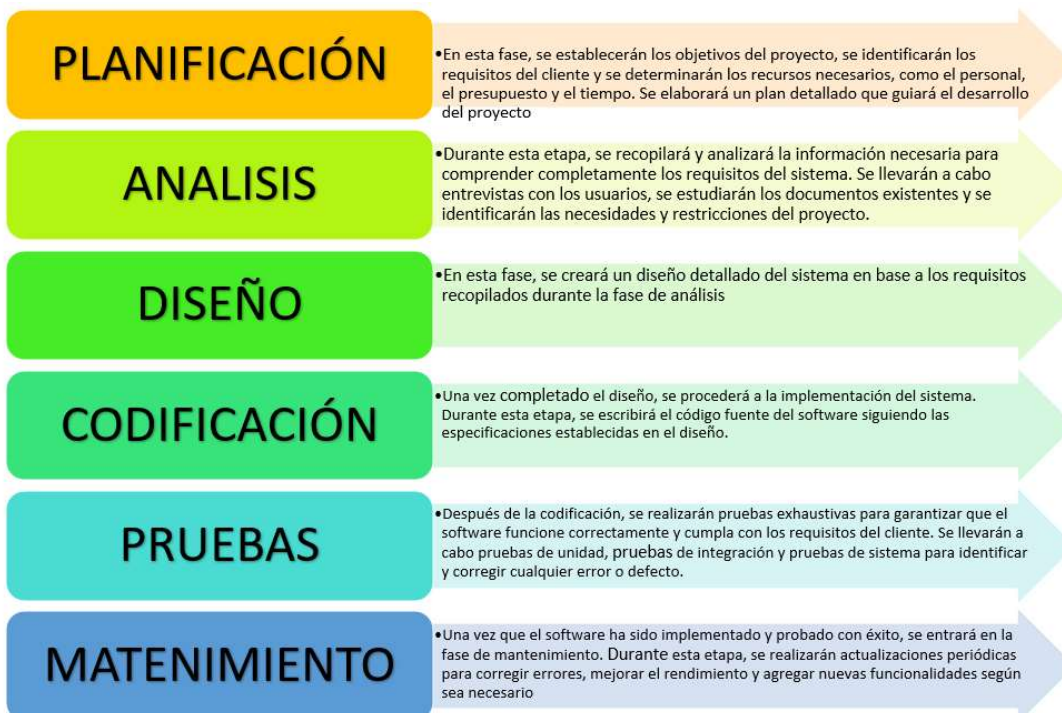 PLANIFICACIÓN
•En esta fase, se establecerán los objetivos del proyecto, se identificarán los
requisitos del cliente y se determinarán los recursos necesarios, como el personal,
el presupuesto y el tiempo. Se elaborará un plan detallado que guiará el desarrollo
del proyecto
ANALISIS
•Durante esta etapa, se recopilará y analizará la información necesaria para
comprender completamente los requisitos del sistema. Se llevarán a cabo
entrevistas con los usuarios, se estudiarán los documentos existentes y se
identificarán las necesidades y restricciones del proyecto.
DISEÑO
•En esta fase, se creará un diseño detallado del sistema en base a los requisitos
recopilados durante la fase de análisis
CODIFICACIÓN
•Una vez completado el diseño, se procederá a la implementación del sistema.
Durante esta etapa, se escribirá el código fuente del software siguiendo las
especificaciones establecidas en el diseño.
PRUEBAS
•Después de la codificación, se realizarán pruebas exhaustivas para garantizar que el
software funcione correctamente y cumpla con los requisitos del cliente. Se llevarán a
cabo pruebas de unidad, pruebas de integración y pruebas de sistema para identificar
y corregir cualquier error o defecto.
MATENIMIENTO
•Una vez que el software ha sido implementado y probado con éxito, se entrará en la
fase de mantenimiento. Durante esta etapa, se realizarán actualizaciones periódicas
para corregir errores, mejorar el rendimiento y agregar nuevas funcionalidades según
sea necesario